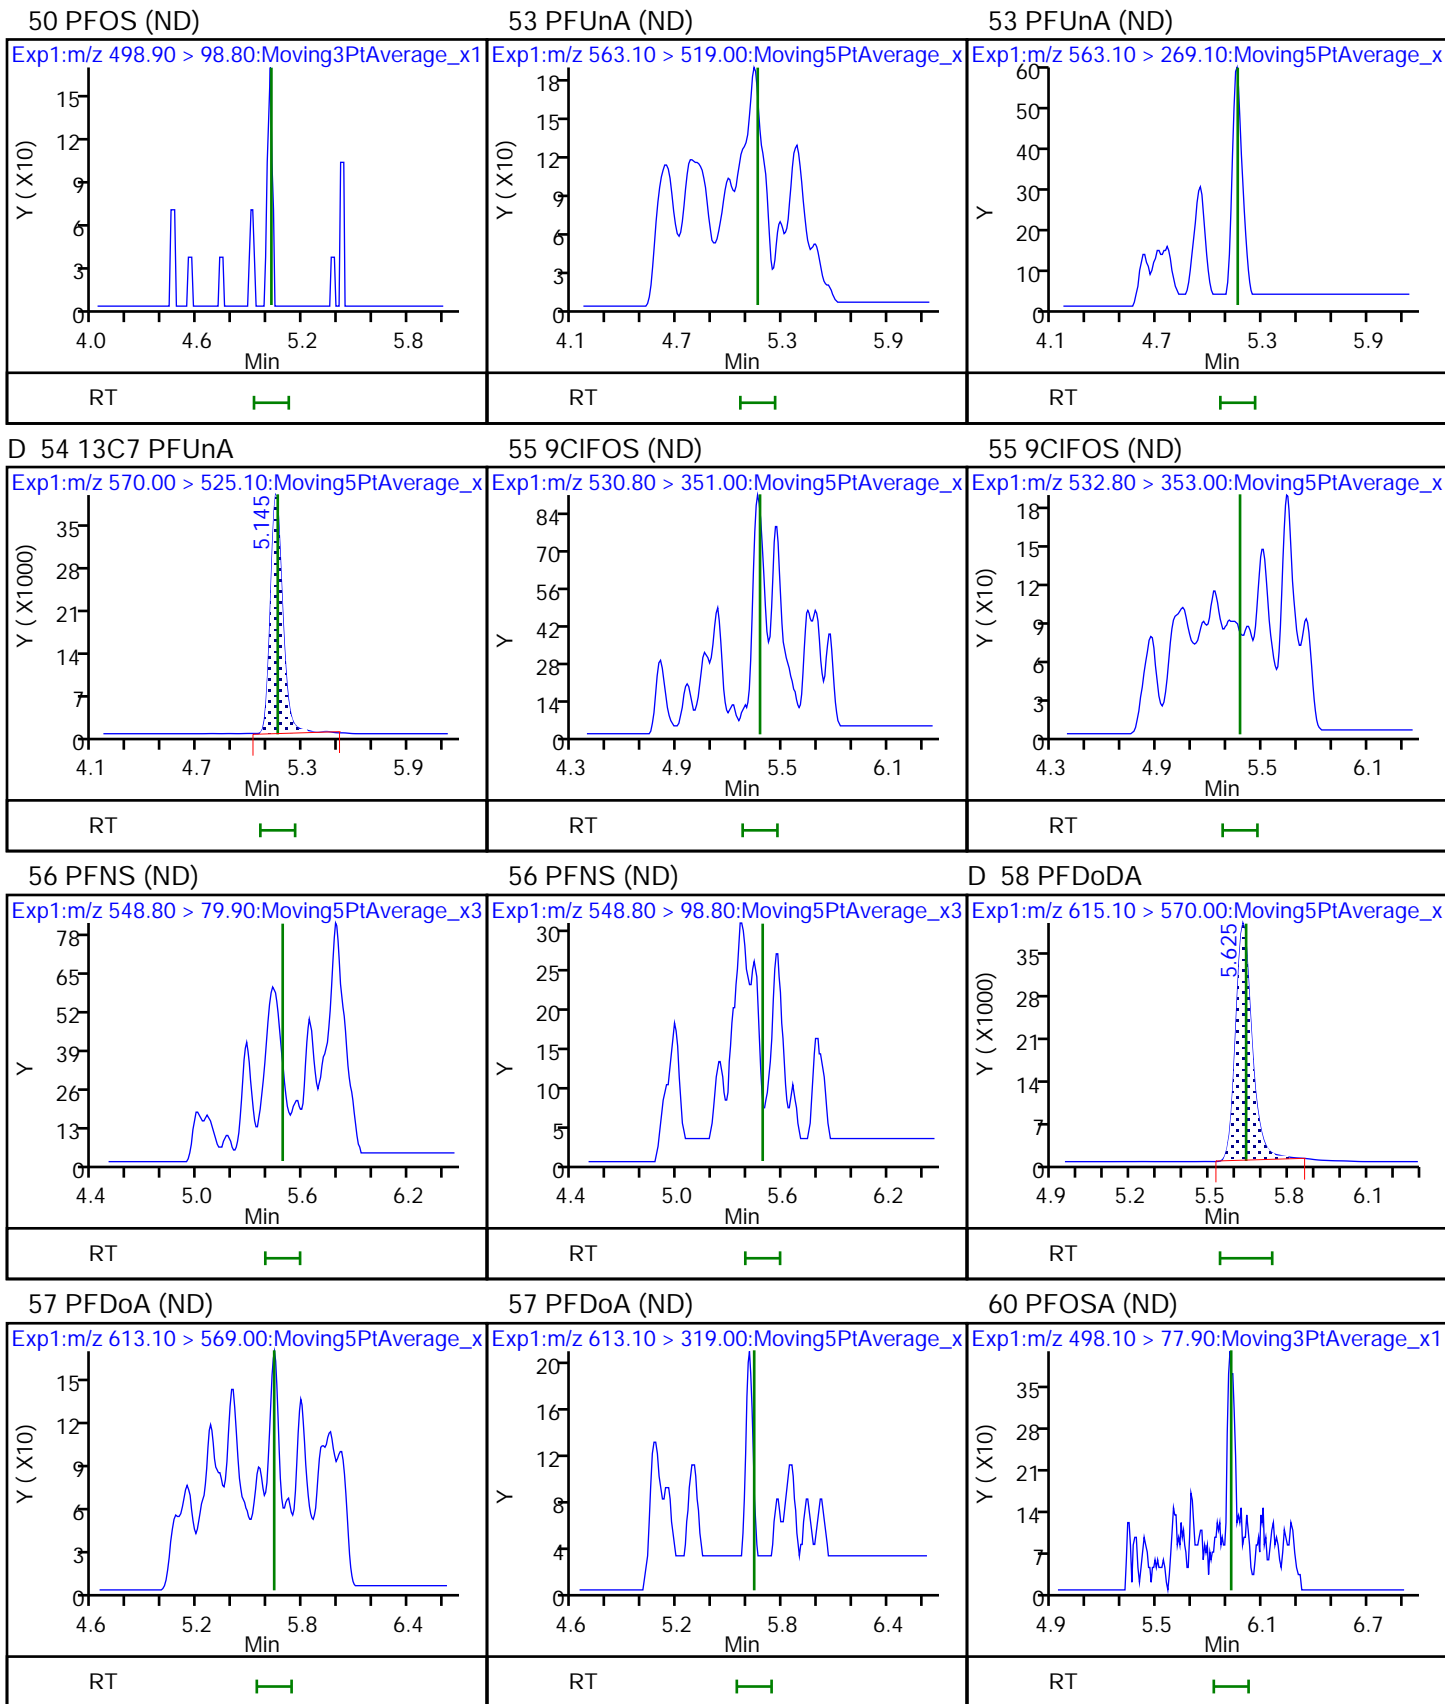 50 PFOS (ND)
53 PFUnA (ND)
53 PFUnA (ND)
Exp1:m/z 498.90 > 98.80:Moving3PtAverage_x1
Exp1:m/z 563.10 > 519.00:Moving5PtAverage_x
Exp1:m/z 563.10 > 269.10:Moving5PtAverage_x
Y ( X10)
15
12
9
6
3
0
4.0 4.6 5.2 5.8
Min
RT
Y ( X10)
18
15
12
9
6
3
0
4.1 4.7 5.3 5.9
Min
RT
Y
60
50
40
30
20
10
0
4.1 4.7 5.3 5.9
Min
RT
D 54 13C7 PFUnA
55 9ClFOS (ND)
55 9ClFOS (ND)
Exp1:m/z 570.00 > 525.10:Moving5PtAverage_x
Exp1:m/z 530.80 > 351.00:Moving5PtAverage_x
Exp1:m/z 532.80 > 353.00:Moving5PtAverage_x
5.145
Y ( X1000)
35
28
21
14
7
0
4.1 4.7 5.3 5.9
Min
RT
Y
84
70
56
42
28
14
0
4.3 4.9 5.5 6.1
Min
RT
Y ( X10)
18
15
12
9
6
3
0
4.3 4.9 5.5 6.1
Min
RT
56 PFNS (ND)
56 PFNS (ND)
D 58 PFDoDA
Exp1:m/z 548.80 > 79.90:Moving5PtAverage_x3
Exp1:m/z 548.80 > 98.80:Moving5PtAverage_x3
Exp1:m/z 615.10 > 570.00:Moving5PtAverage_x
Y
78
65
52
39
26
13
0
4.4 5.0 5.6 6.2
Min
RT
Y
30
25
20
15
10
5
0
4.4 5.0 5.6 6.2
Min
RT
5.625
Y ( X1000)
35
28
21
14
7
0
4.9 5.2 5.5 5.8 6.1
Min
RT
57 PFDoA (ND)
57 PFDoA (ND)
60 PFOSA (ND)
Exp1:m/z 613.10 > 569.00:Moving5PtAverage_x
Exp1:m/z 613.10 > 319.00:Moving5PtAverage_x
Exp1:m/z 498.10 > 77.90:Moving3PtAverage_x1
Y ( X10)
15
12
9
6
3
0
4.6 5.2 5.8 6.4
Min
RT
Y
20
16
12
8
4
0
4.6 5.2 5.8 6.4
Min
RT
Y ( X10)
35
28
21
14
7
0
4.9 5.5 6.1 6.7
Min
RT